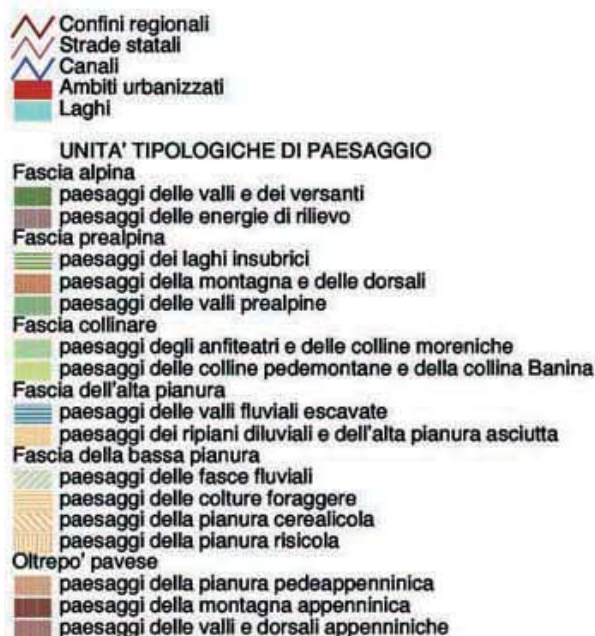 Confini regionali
Strade statali
Canali
Ambiti urbanizzati
Laghi
UNITA' TIPOLOGICHE DI PAESAGGIO
Fascia alpina
paesaggi delle valli e dei versanti
paesaggi delle energie di rilievo
Fascia prealpina
paesaggi dei laghi insubrici
paesaggi della montagna e delle dorsali
paesaggi delle valli prealpine
Fascia collinare
paesaggi degli anfiteatri e delle colline moreniche
paesaggi delle colline pedemontane e della collina Banina
Fascia dell'alta pianura
paesaggi delle valli fluviali escavate
paesaggi dei ripiani diluviali e dell'alta pianura asciutta
Fascia della bassa pianura
paesaggi delle fasce fluviali
paesaggi delle colture foraggere
paesaggi della pianura cerealicola
paesaggi della pianura risicola
Oltrepo' pavese
paesaggi della pianura pedeappenninica
paesaggi della montagna appenninica
paesaggi delle valli e dorsali appenniniche